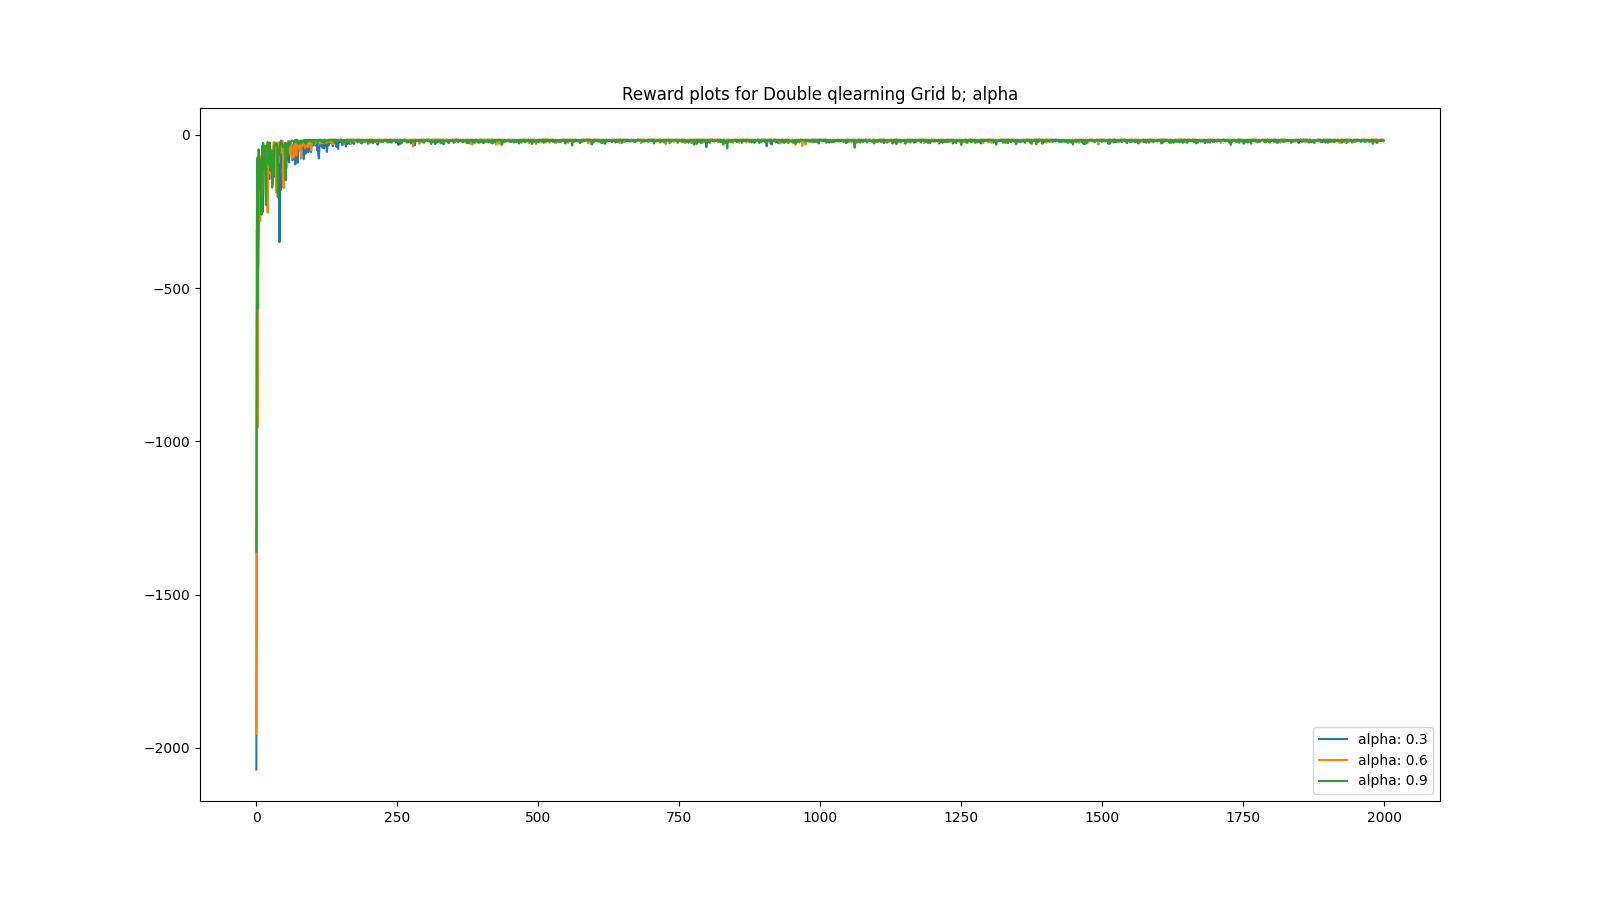 Reward plots for Double qlearning Grid b; alpha
0
−500
−1000
−1500
−2000
0 250 500 750 1000 1250 1500 1750 2000
alpha: 0.3
alpha: 0.6
alpha: 0.9